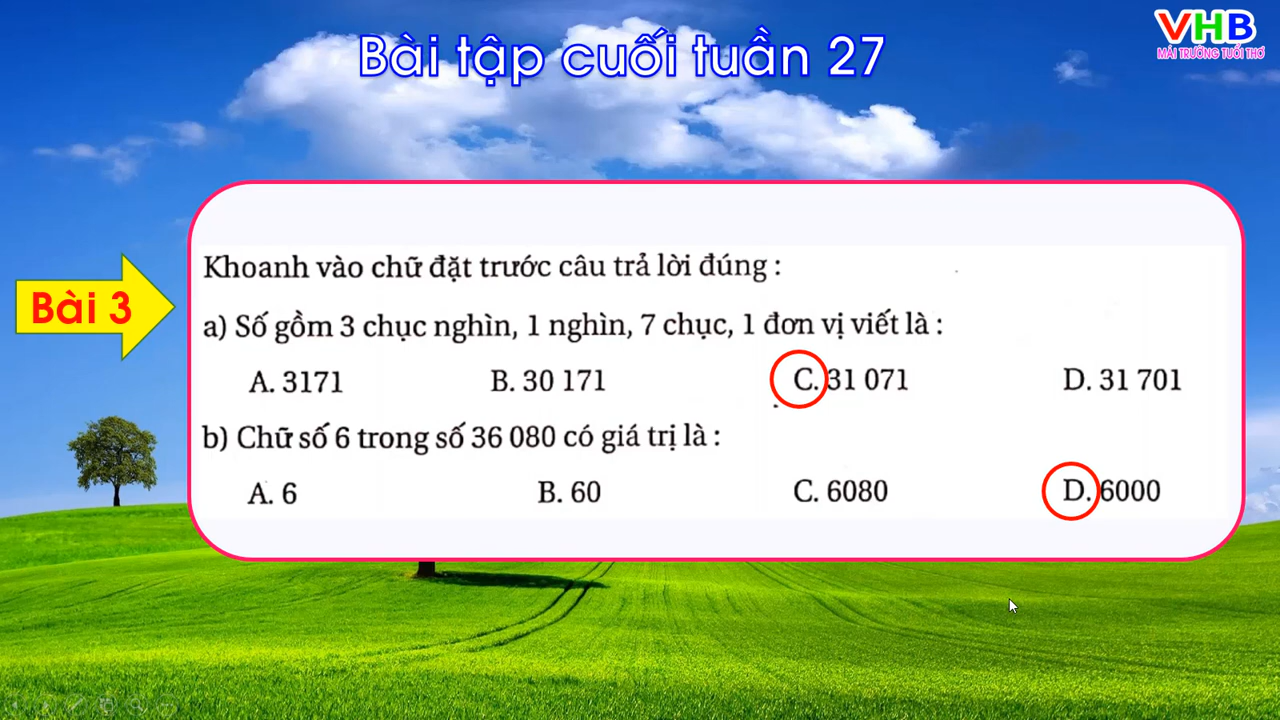 Bài tập cuối tuần 27
VHB
MÁI TRƯỜNG TUỔI THƠ
Bài 3
Khoanh vào chữ đặt trước câu trả lời đúng :
a) Số gồm 3 chục nghìn, 1 nghìn, 7 chục, 1 đơn vị viết là :
A. 3171 B. 30 171 C. 31 071 D. 31 701
b) Chữ số 6 trong số 36 080 có giá trị là :
A. 6 B. 60 C. 6080 D. 6000